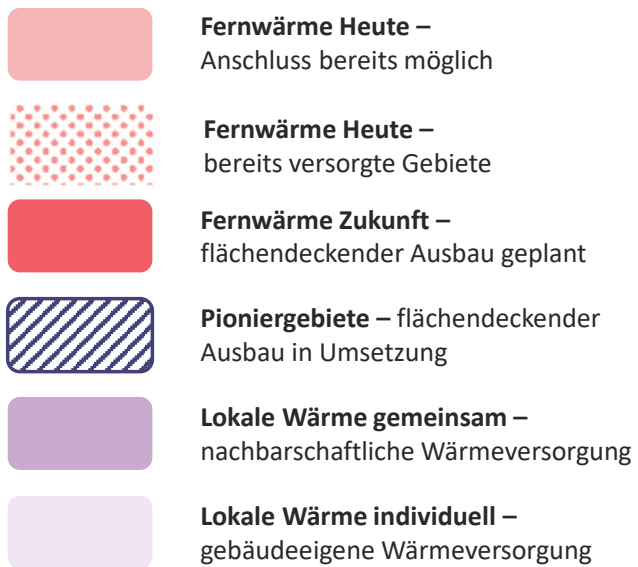 Fernwärme Heute –
Anschluss bereits möglich
Fernwärme Heute –
bereits versorgte Gebiete
Fernwärme Zukunft –
flächendeckender Ausbau geplant
Pioniergebiete – flächendeckender
Ausbau in Umsetzung
Lokale Wärme gemeinsam –
nachbarschaftliche Wärmeversorgung
Lokale Wärme individuell –
gebäudeeigene Wärmeversorgung